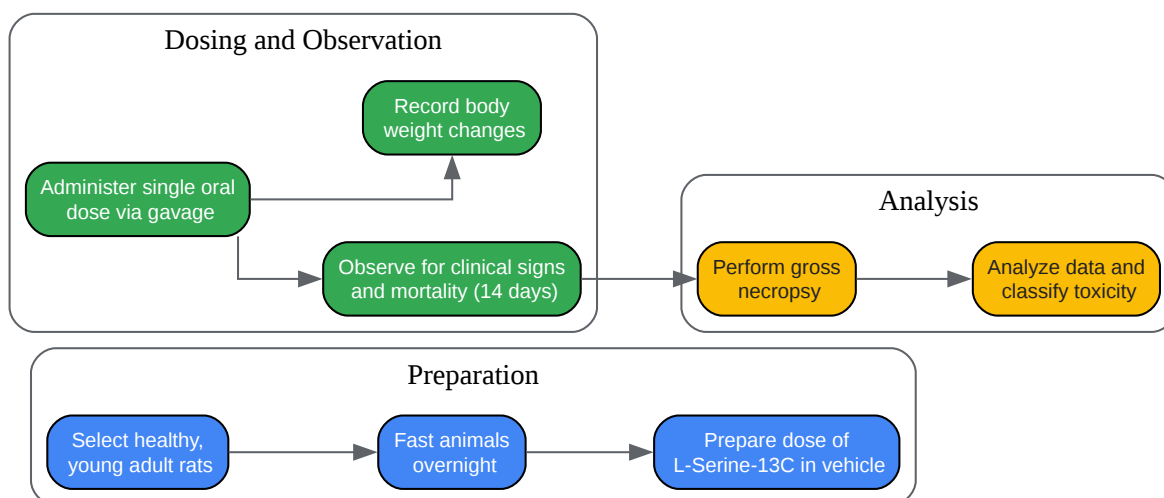 Dosing and Observation
Record body
weight changes
Administer single oral
dose via gavage
Observe for clinical signs
and mortality (14 days)
Analysis
Perform gross
necropsy
Analyze data and
classify toxicity
Preparation
Select healthy,
young adult rats
Fast animals
overnight
Prepare dose of
L-Serine-13C in vehicle